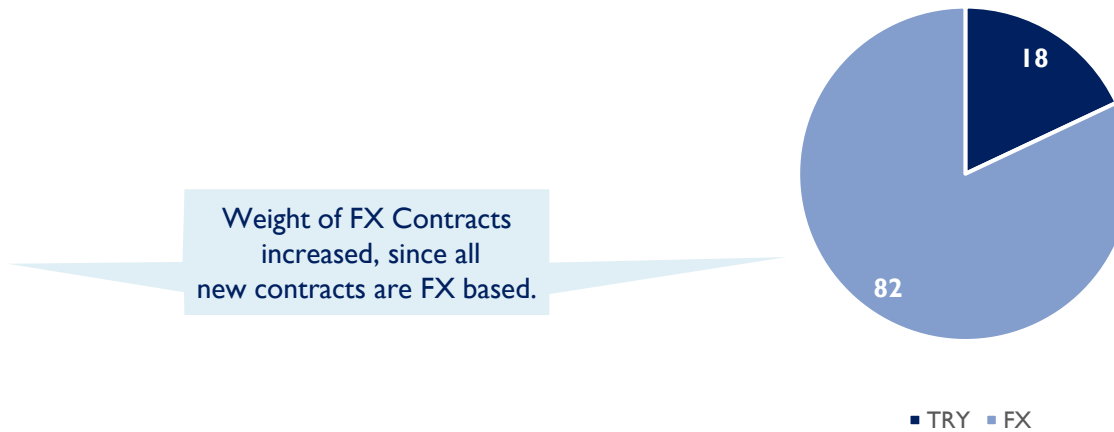 18
Weight of FX Contracts
increased, since all
new contracts are FX based.
82
TRY FX